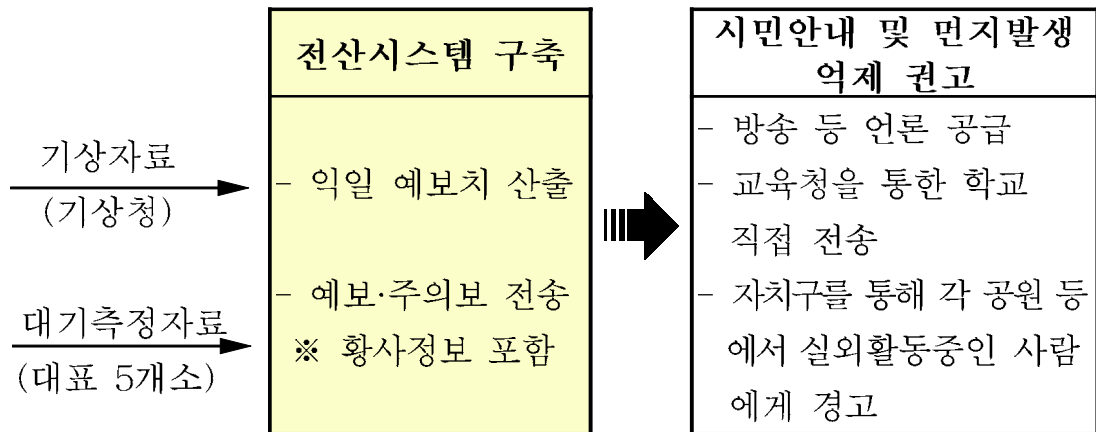 기상자료
(기상청)
대기측정자료
(대표 5개소)
전산시스템 구축
- 익일 예보치 산출
- 예보·주의보 전송
※ 황사정보 포함
시민안내 및 먼지발생
억제 권고
- 방송 등 언론 공급
- 교육청을 통한 학교
직접 전송
- 자치구를 통해 각 공원 등
에서 실외활동중인 사람
에게 경고